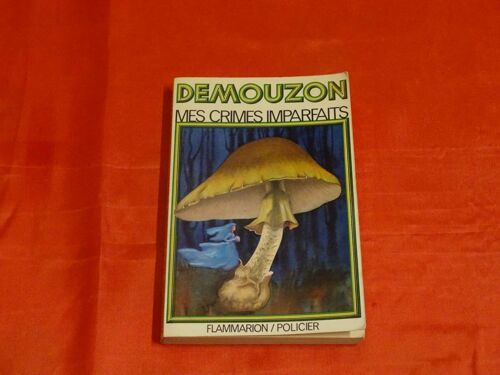 DEMOUZON
MES CRIMES IMPARFAITS
FLAMMARION / POLICIER